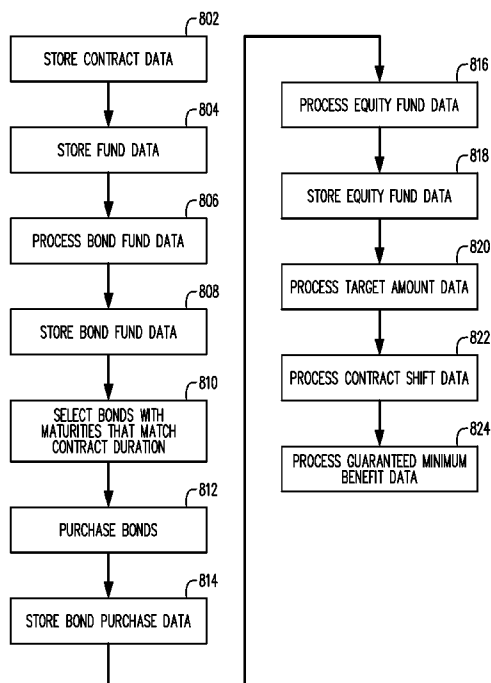 802
STORE CONTRACT DATA
804
STORE FUND DATA
806
PROCESS BOND FUND DATA
808
STORE BOND FUND DATA
810
SELECT BONDS WITH
MATURITIES THAT MATCH
CONTRACT DURATION
812
PURCHASE BONDS
814
STORE BOND PURCHASE DATA
816
PROCESS EQUITY FUND DATA
818
STORE EQUITY FUND DATA
820
PROCESS TARGET AMOUNT DATA
822
PROCESS CONTRACT SHIFT DATA
824
PROCESS GUARANTEED MINIMUM
BENEFIT DATA